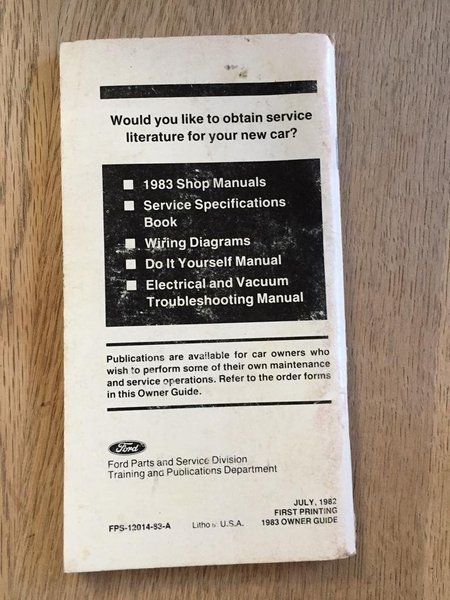 Would you like to obtain service
literature for your new car?
1983 Shop Manuals
Service Specifications
Book
Wiring Diagrams
Do It Yourself Manual
Electrical and Vacuum
Troubleshooting Manual
Publications are available for car owners who
wish to perform some of their own maintenance
and service operations. Refer to the order forms
in this Owner Guide.
Ford
Ford Parts and Service Division
Training and Publications Department
JULY, 1982
FIRST PRINTING
FPS-12014-83-A Litho in U.S.A. 1983 OWNER GUIDE